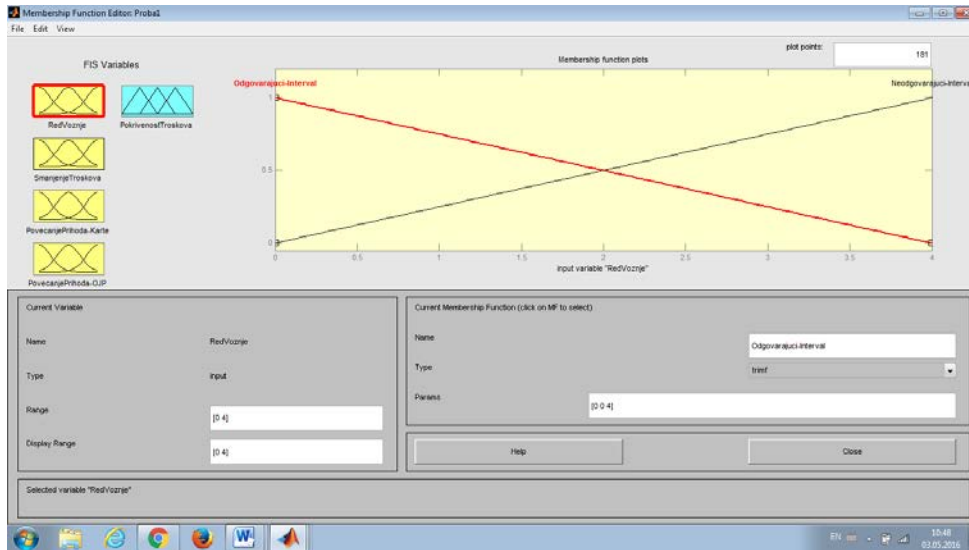 Membership Function Editor: Proba1
File Edit View
FIS Variables
RedVoznje
PokrivenostTroskova
SmanjenjeTroskova
PovecanjePrihoda-Karte
PovecanjePrihoda-OJP
plot points:
181
Membership function plots
Odgovarajuci-Interval
Neodgovarajuci-Interva
1
0.5
0
0 0.5 1 1.5 2 2.5 3 3.5 4
input variable "RedVoznje"
Current Variable
Name RedVoznje
Type input
Range [0 4]
Display Range [0 4]
Current Membership Function (click on MF to select)
Name Odgovarajuci-Interval
Type trimf
Params [0 0 4]
Help Close
Selected variable "RedVoznje"
EN
10:48
03.05.2016